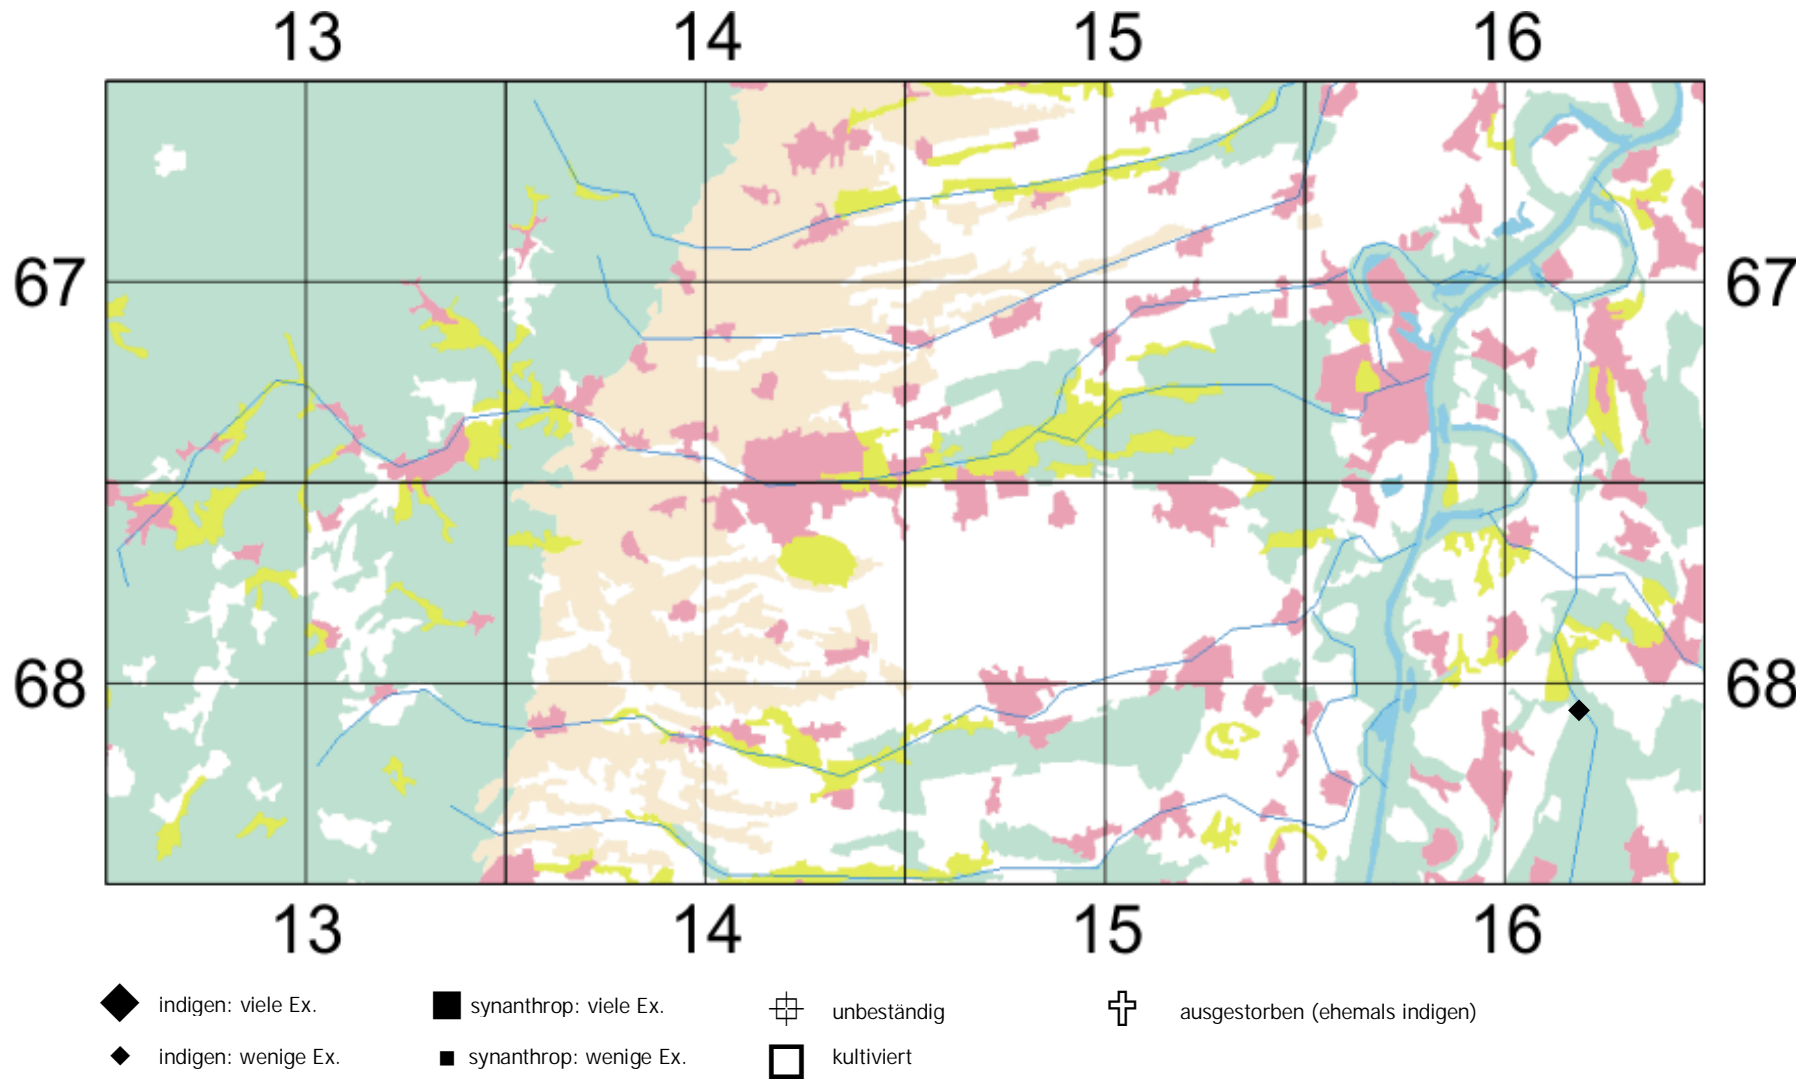 13 14 15 16
67 67
68 68
13 14 15 16
indigen: viele Ex. synanthrop: viele Ex. unbeständig ausgestorben (ehemals indigen)
indigen: wenige Ex. synanthrop: wenige Ex. kultiviert